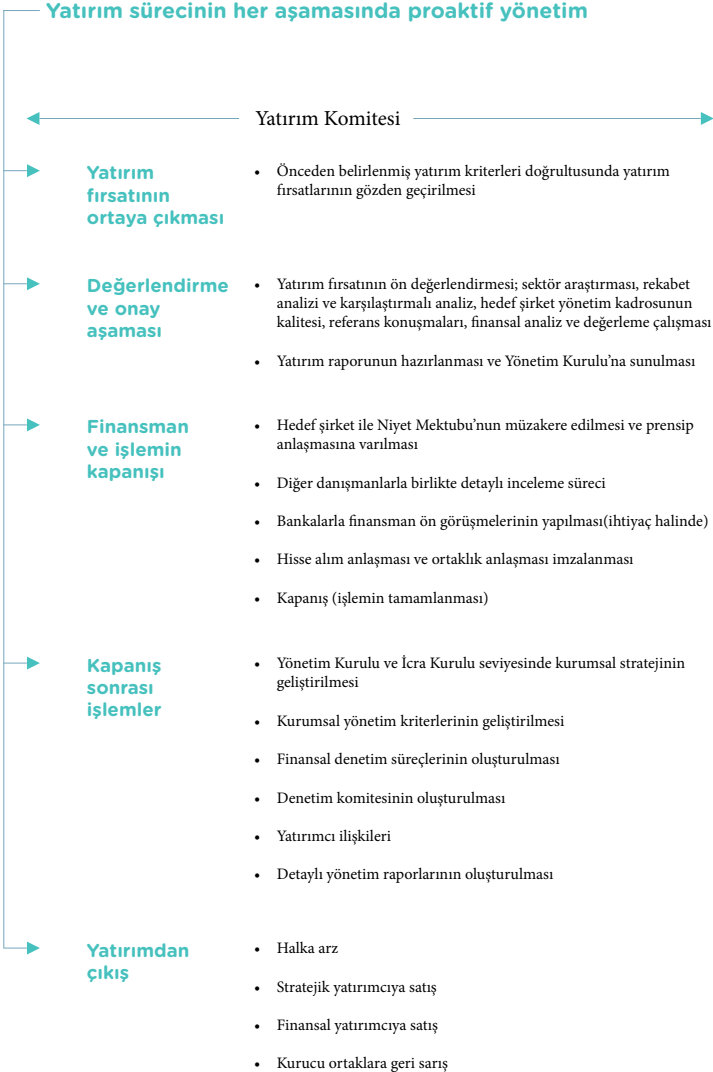 Yatırım sürecinin her aşamasında proaktif yönetim
Yatırım Komitesi
Yatırım
fırsatının
ortaya çıkması
• Önceden belirlenmiş yatırım kriterleri doğrultusunda yatırım
fırsatlarının gözden geçirilmesi
Değerlendirme
ve onay
aşaması
• Yatırım fırsatının ön değerlendirmesi; sektör araştırması, rekabet
analizi ve karşılaştırmalı analiz, hedef şirket yönetim kadrosunun
kalitesi, referans konuşmaları, finansal analiz ve değerleme çalışması
• Yatırım raporunun hazırlanması ve Yönetim Kurulu’na sunulması
Finansman
ve işlemin
kapanışı
• Hedef şirket ile Niyet Mektubu’nun müzakere edilmesi ve prensip
anlaşmasına varılması
• Diğer danışmanlarla birlikte detaylı inceleme süreci
• Bankalarla finansman ön görüşmelerinin yapılması(ihtiyaç halinde)
• Hisse alım anlaşması ve ortaklık anlaşması imzalanması
• Kapanış (işlemin tamamlanması)
Kapanış
sonrası
işlemler
• Yönetim Kurulu ve İcra Kurulu seviyesinde kurumsal stratejinin
geliştirilmesi
• Kurumsal yönetim kriterlerinin geliştirilmesi
• Finansal denetim süreçlerinin oluşturulması
• Denetim komitesinin oluşturulması
• Yatırımcı ilişkileri
• Detaylı yönetim raporlarının oluşturulması
Yatırımdan
çıkış
• Halka arz
• Stratejik yatırımcıya satış
• Finansal yatırımcıya satış
• Kurucu ortaklara geri sarış